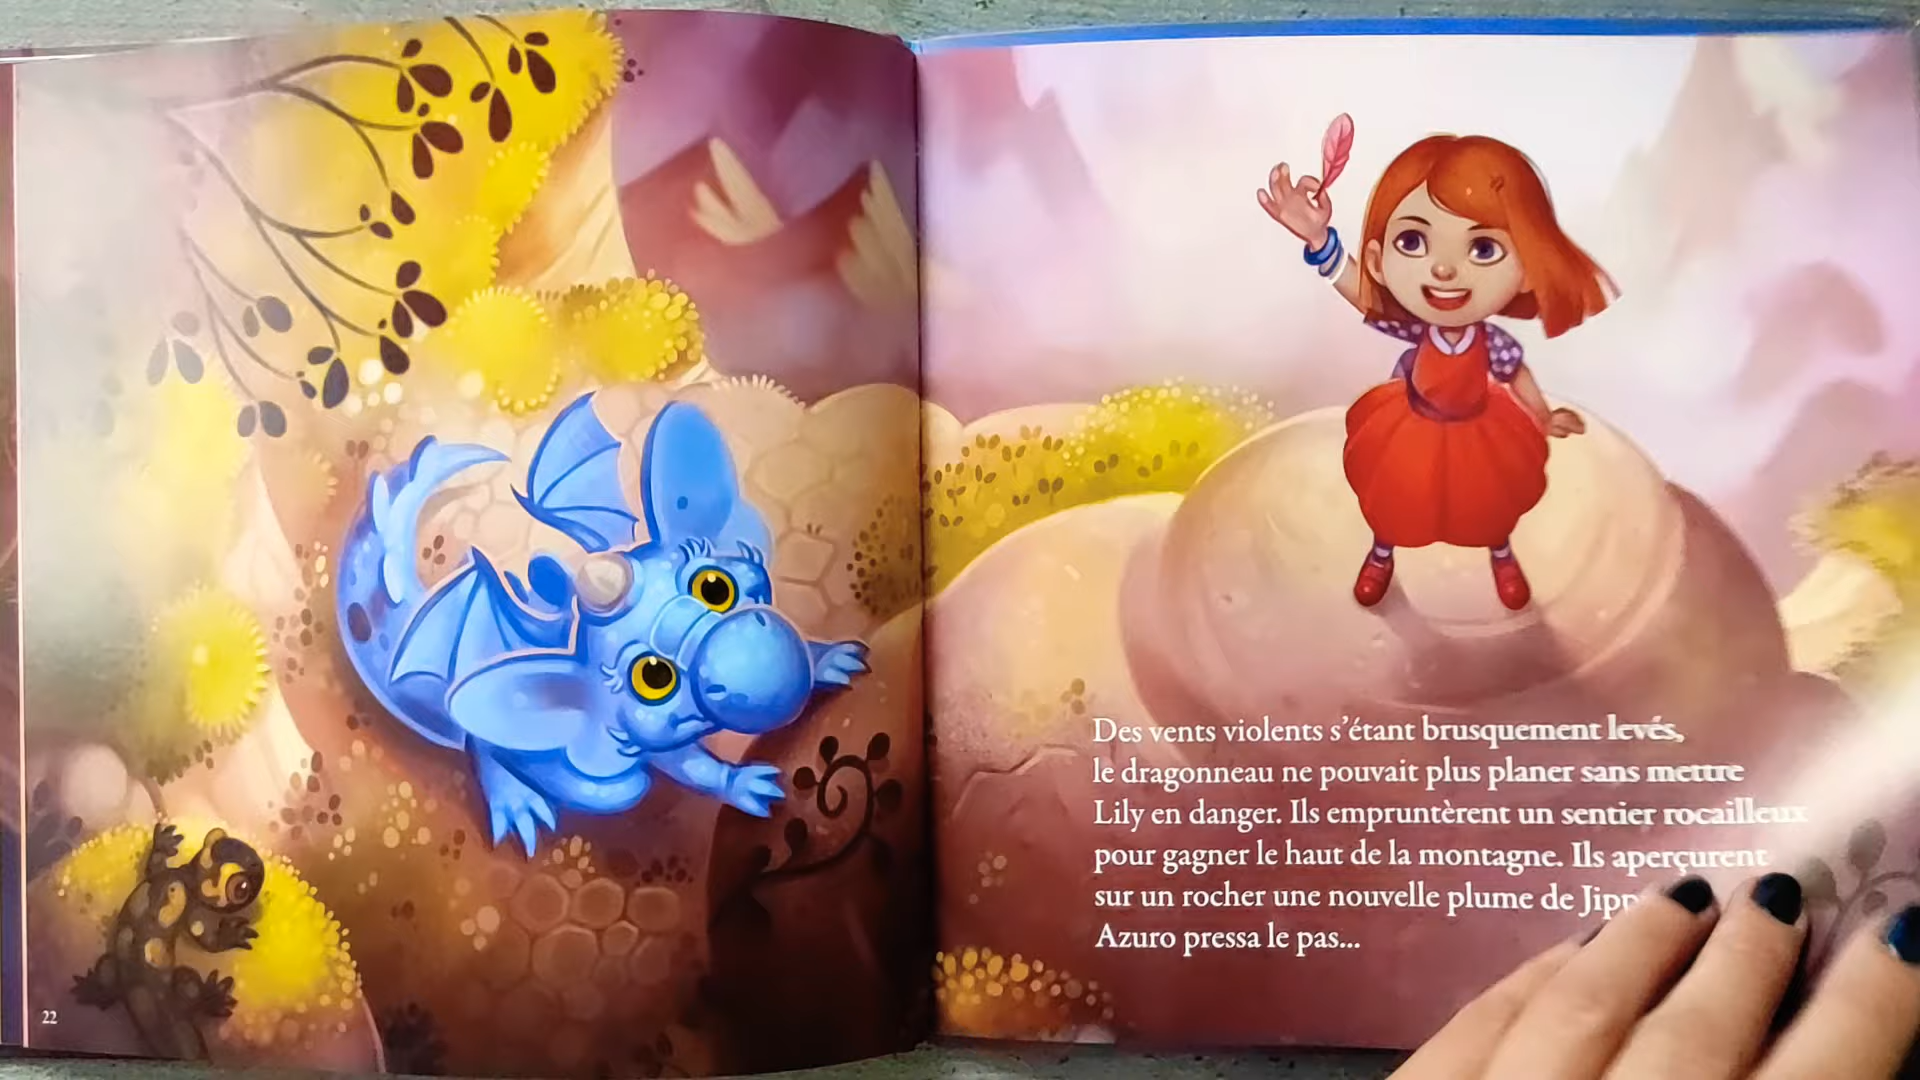 Des vents violents s'étant brusquement levés,
le dragonneau ne pouvait plus planer sans mettre
Lily en danger. Ils empruntèrent un sentier rocailleux
pour gagner le haut de la montagne. Ils aperçurent
sur un rocher une nouvelle plume de
Azuro pressa le pas...
22